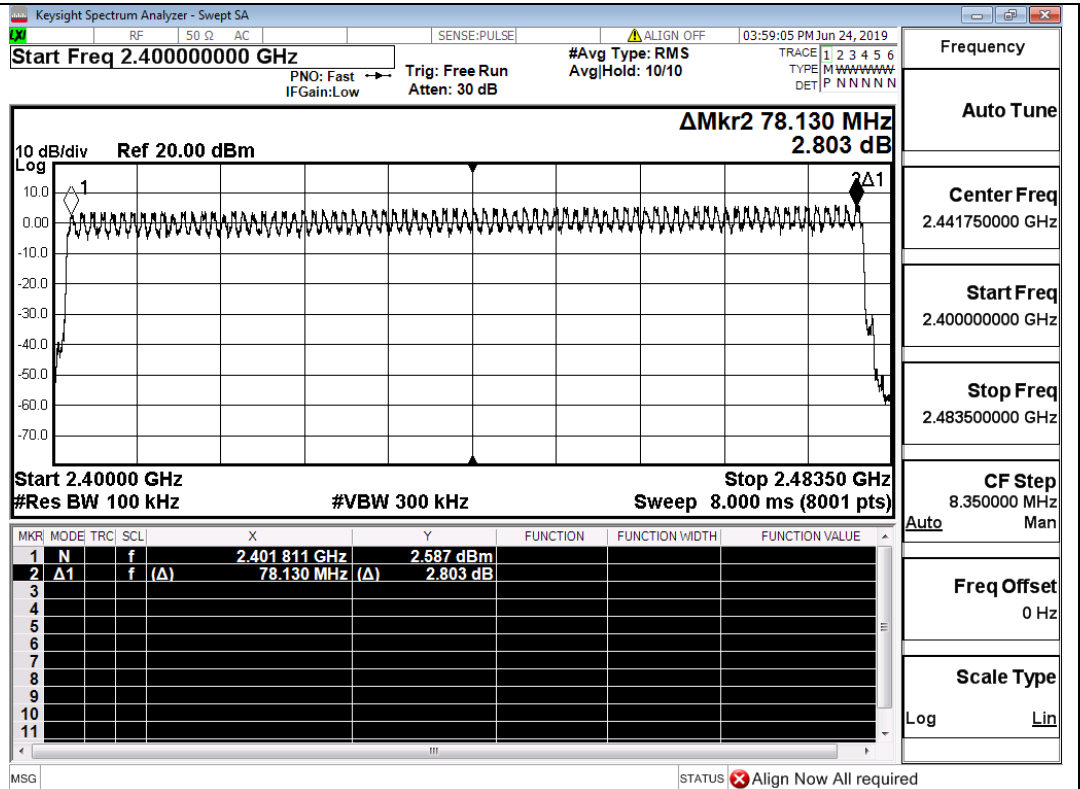 Keysight Spectrum Analyzer - Swept SA
LXI RF 50 Ω AC SENSE:PULSE ALIGN OFF 03:59:05 PM Jun 24, 2019
Start Freq 2.400000000 GHz
PNO: Fast
IFGain:Low
Trig: Free Run
Atten: 30 dB
#Avg Type: RMS
Avg|Hold: 10/10
TRACE 1 2 3 4 5 6
TYPE M W W W W W
DET P N N N N N
ΔMkr2 78.130 MHz
2.803 dB
10 dB/div Ref 20.00 dBm
Log
10.0
0.00
-10.0
-20.0
-30.0
-40.0
-50.0
-60.0
-70.0
1
2Δ1
Start 2.40000 GHz Stop 2.48350 GHz
#Res BW 100 kHz #VBW 300 kHz Sweep 8.000 ms (8001 pts)
MKR MODE TRC SCL X Y FUNCTION FUNCTION WIDTH FUNCTION VALUE
1 N f 2.401 811 GHz 2.587 dBm
2 Δ1 f (Δ) 78.130 MHz (Δ) 2.803 dB
3
4
5
6
7
8
9
10
11
MSG STATUS Align Now All required
Frequency
Auto Tune
Center Freq
2.441750000 GHz
Start Freq
2.400000000 GHz
Stop Freq
2.483500000 GHz
CF Step
8.350000 MHz
Auto Man
Freq Offset
0 Hz
Scale Type
Log Lin